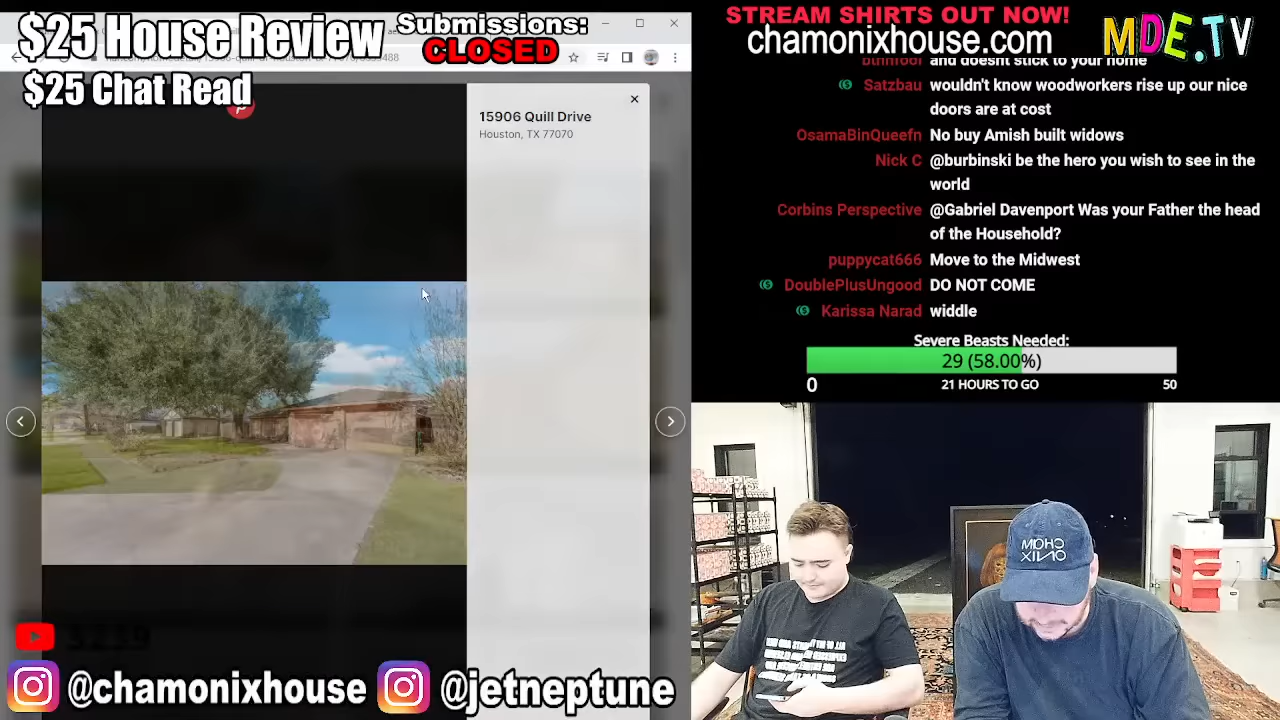 $25 House Review
Submissions:
CLOSED
$25 Chat Read
15906 Quill Drive
Houston, TX 77070
STREAM SHIRTS OUT NOW!
chamonixhouse.com
MDE.TV
and doesnt stick to your home
Satzbau wouldn't know woodworkers rise up our nice
doors are at cost
OsamaBinQueefn No buy Amish built widows
Nick C @burbinski be the hero you wish to see in the
world
Corbins Perspective @Gabriel Davenport Was your Father the head
of the Household?
puppycat666 Move to the Midwest
DoublePlusUngood DO NOT COME
Karissa Narad widdle
Severe Beasts Needed:
29 (58.00%)
0 21 HOURS TO GO 50
CHAMO
NIX
@chamonixhouse @jetneptune